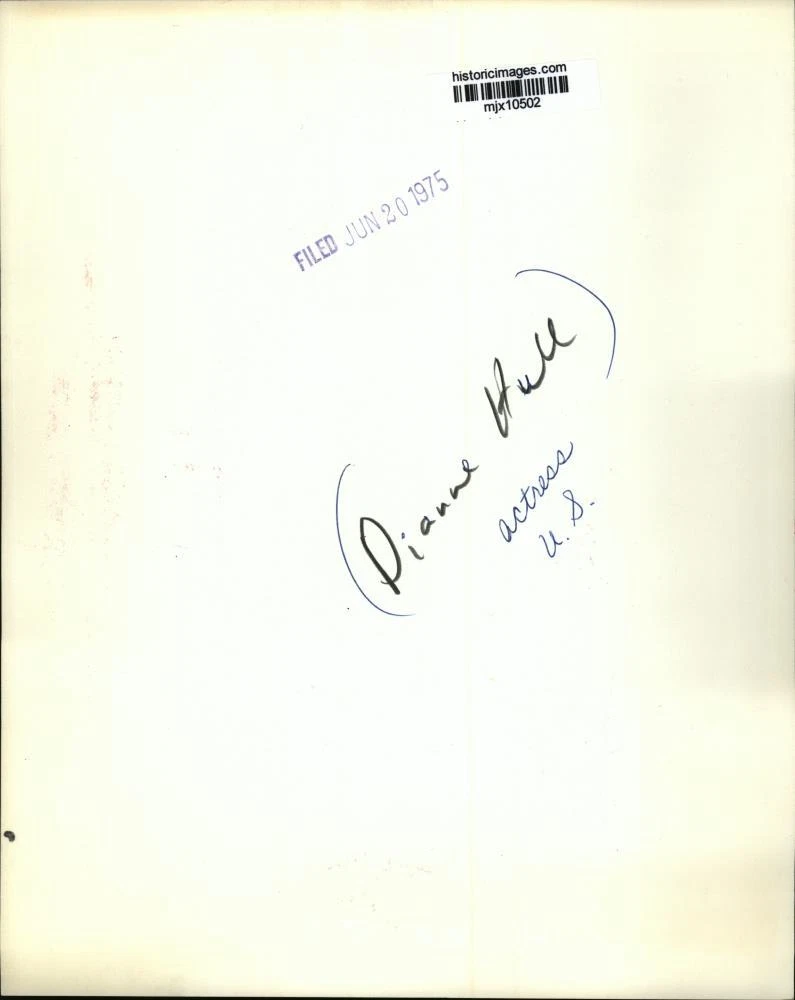 historicimages.com
mjx10502
FILED JUN 20 1975
(Dianne Hull)
actress
U.S.